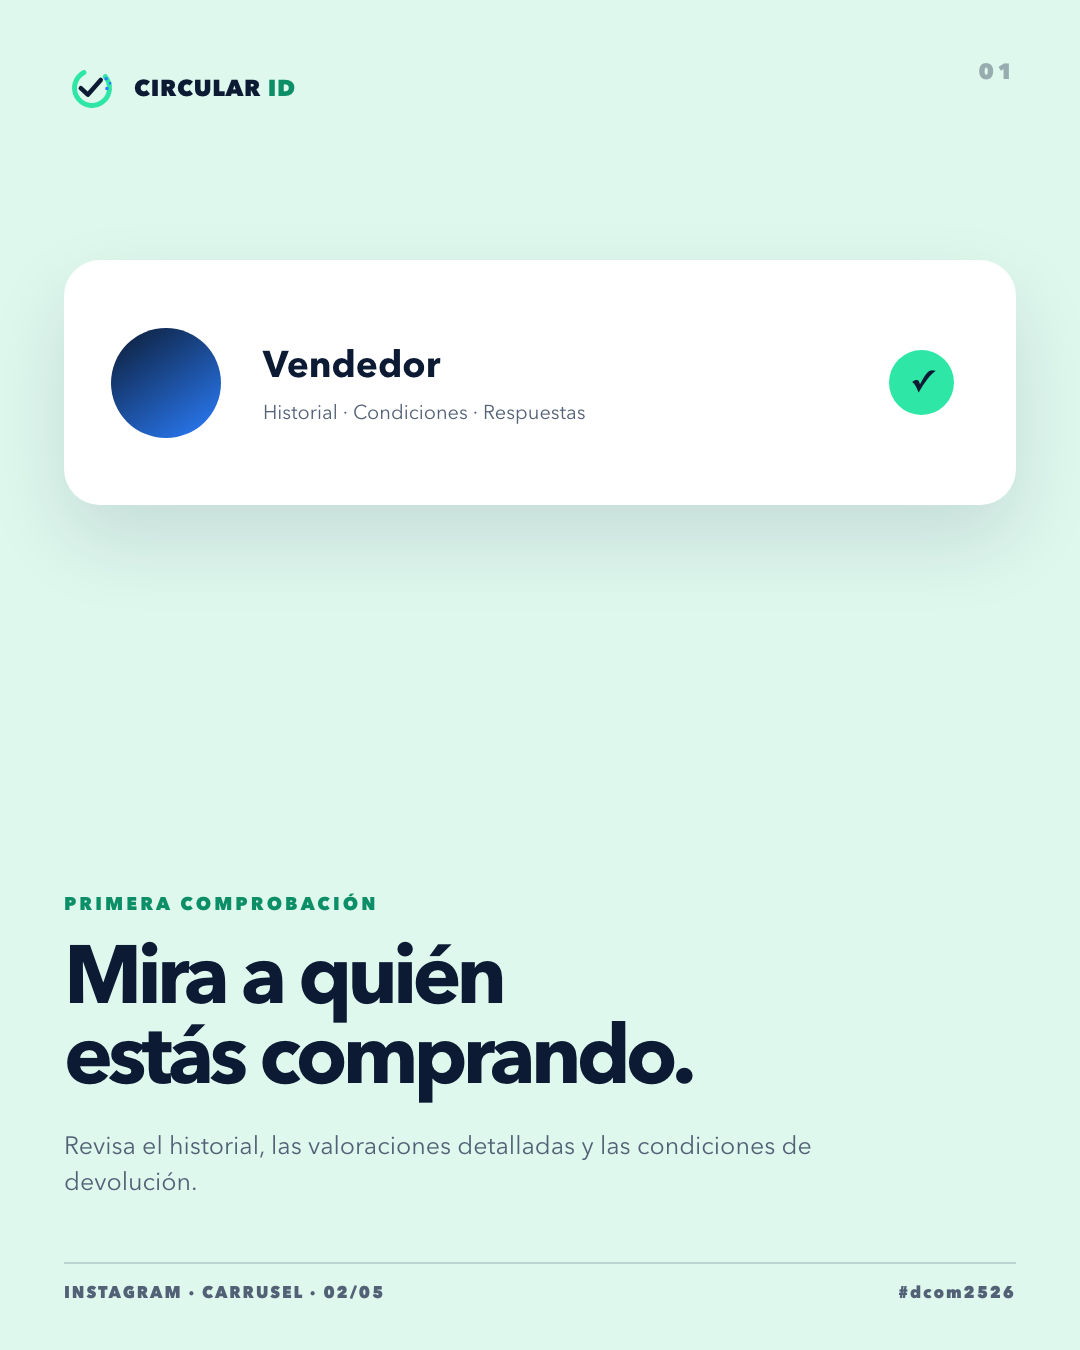 CIRCULAR ID
01
Vendedor
Historial · Condiciones · Respuestas
PRIMERA COMPROBACIÓN
Mira a quién
estás comprando.
Revisa el historial, las valoraciones detalladas y las condiciones de
devolución.
INSTAGRAM · CARRUSEL · 02/05
#dcom2526